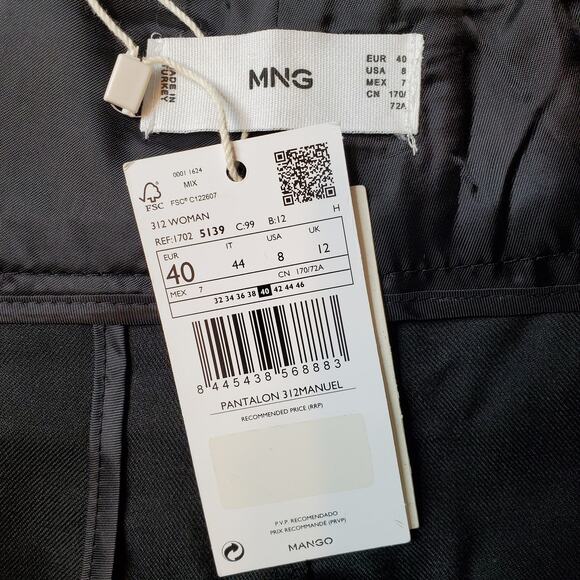 MADE IN
TURKEY
MNG
EUR 40
USA 8
MEX 7
CN 170/
72A
0001 1624
MIX
FSC
FSC® C122607
312 WOMAN
REF:1702 5139 C:99 B:12 H
EUR IT USA UK
40 44 8 12
MEX 7 CN 170/72A
32 34 36 38 40 42 44 46
8 445438 568883
PANTALON 312MANUEL
RECOMMENDED PRICE (RRP)
P.V.P. RECOMENDADO
PRIX RECOMMANDÉ (PRVP)
MANGO